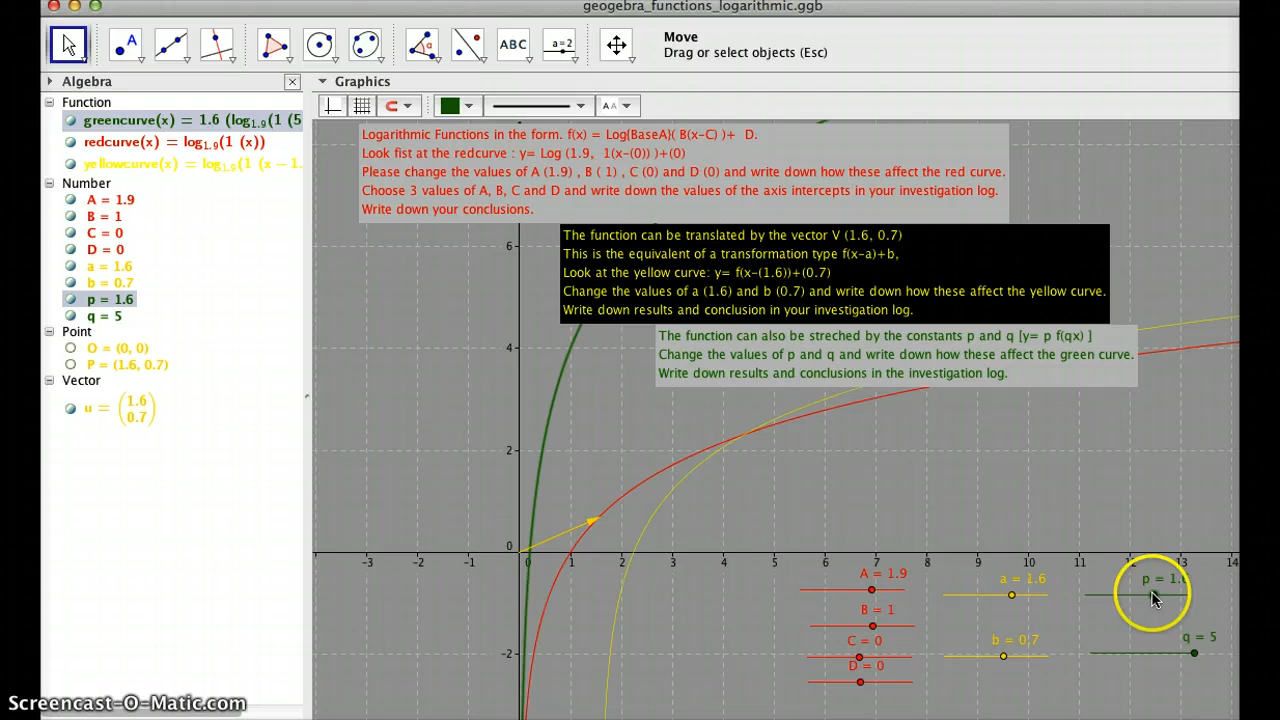 geogebra_functions_logarithmic.ggb
A
ABC
a=2
Move
Drag or select objects (Esc)
Algebra
Graphics
AA
Function
greencurve(x) = 1.6 (log1.9(1 (5
redcurve(x) = log1.9(1 (x))
yellowcurve(x) = log1.9(1 (x − 1.
Number
A = 1.9
B = 1
C = 0
D = 0
a = 1.6
b = 0.7
p = 1.6
q = 5
Point
O = (0, 0)
P = (1.6, 0.7)
Vector
u = (1.6
0.7)
Logarithmic Functions in the form. f(x) = Log[BaseA]( B(x-C) )+ D.
Look fist at the redcurve : y= Log (1.9, 1(x-(0)) )+(0)
Please change the values of A (1.9) , B ( 1) , C (0) and D (0) and write down how these affect the red curve.
Choose 3 values of A, B, C and D and write down the values of the axis intercepts in your investigation log.
Write down your conclusions.
The function can be translated by the vector V (1.6, 0.7)
This is the equivalent of a transformation type f(x-a)+b,
Look at the yellow curve: y= f(x-(1.6))+(0.7)
Change the values of a (1.6) and b (0.7) and write down how these affect the yellow curve.
Write down results and conclusion in your investigation log.
The function can also be streched by the constants p and q [y= p f(qx) ]
Change the values of p and q and write down how these affect the green curve.
Write down results and conclusions in the investigation log.
6
4
2
0
-2
-3 -2 -1 0 1 2 3 4 5 6 7 8 9 10 11 12 13 14
A = 1.9 a = 1.6 p = 1.6
B = 1
C = 0 b = 0.7 q = 5
D = 0
Screencast-O-Matic.com